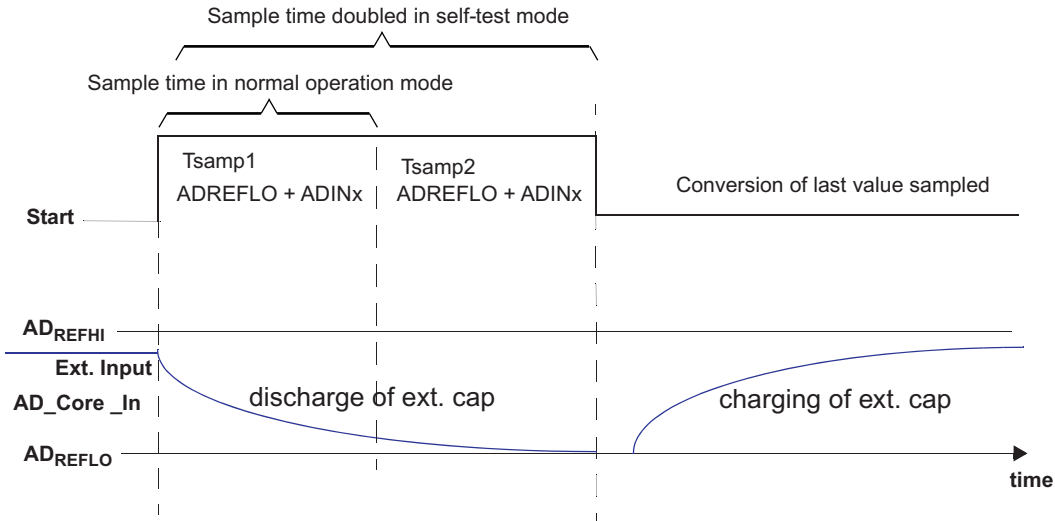 Sample time doubled in self-test mode
Sample time in normal operation mode
Tsamp1
ADREFLO + ADINx
Tsamp2
ADREFLO + ADINx
Conversion of last value sampled
Start
ADREFHI
Ext. Input
AD_Core _In
discharge of ext. cap
charging of ext. cap
ADREFLO
time